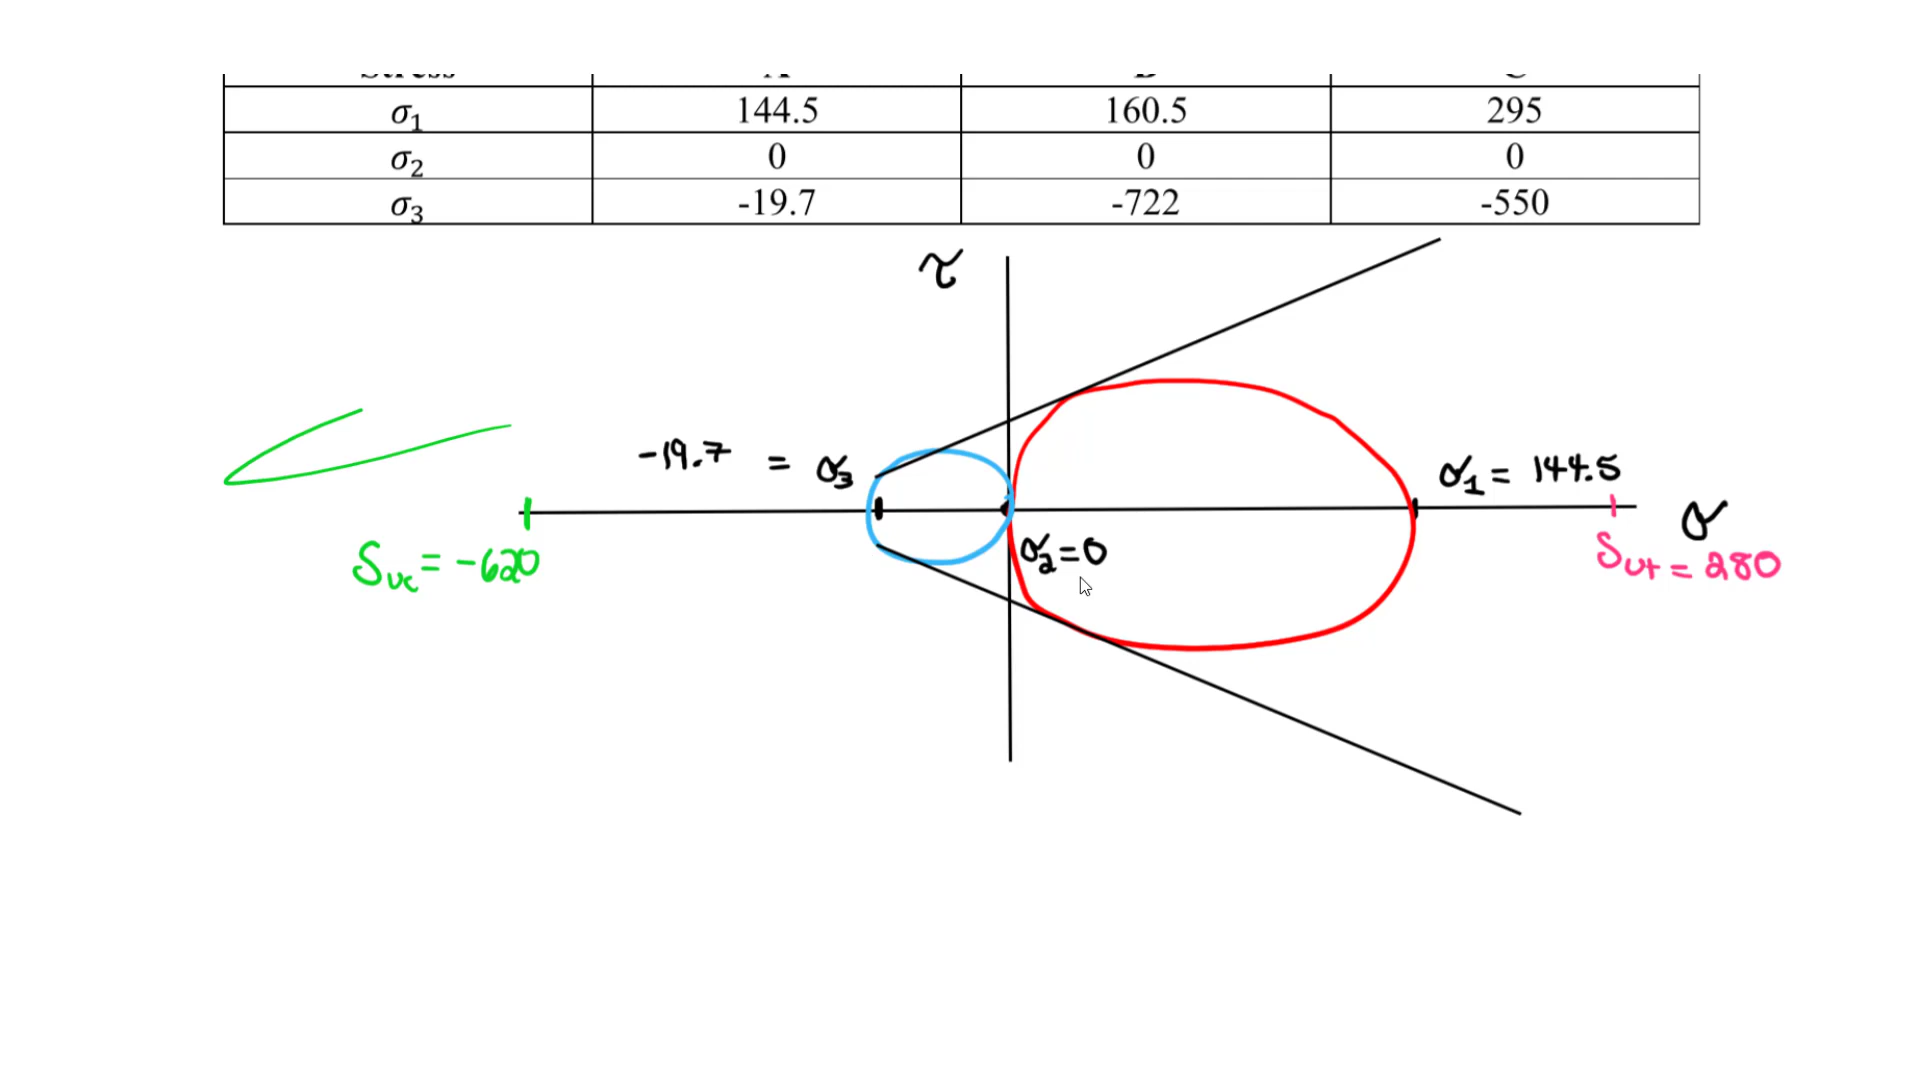 σ₁ 144.5 160.5 295
σ₂ 0 0 0
σ₃ -19.7 -722 -550
τ
-19.7 = σ₃
σ₁ = 144.5
σ
σ₂=0
Suc = -620
Sut = 280